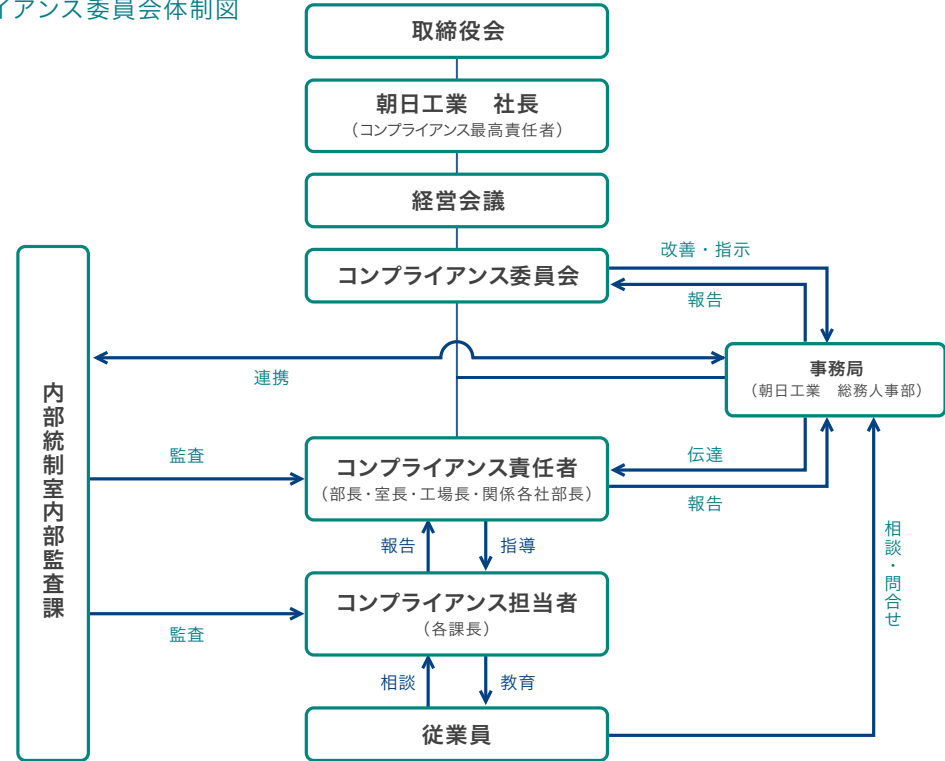 イアンス委員会体制図
取締役会
朝日工業　社長
（コンプライアンス最高責任者）
経営会議
コンプライアンス委員会
改善・指示
報告
連携
事務局
（朝日工業　総務人事部）
内部統制室内部監査課
監査
コンプライアンス責任者
（部長・室長・工場長・関係各社部長）
伝達
報告
報告
指導
相談・問合せ
監査
コンプライアンス担当者
（各課長）
相談
教育
従業員